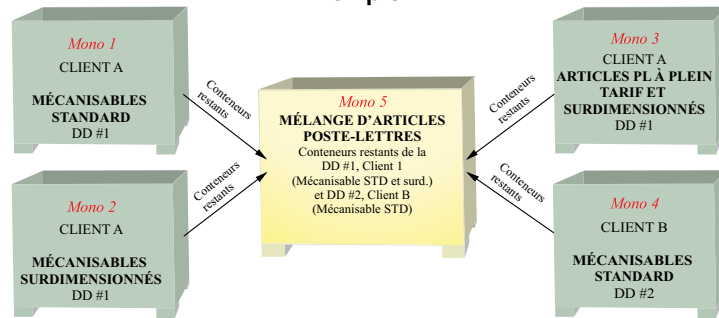 Mono 1
CLIENT A
MÉCANISABLES
STANDARD
DD #1
Conteneurs
restants
Mono 2
CLIENT A
MÉCANISABLES
SURDIMENSIONNÉS
DD #1
Conteneurs
restants
Mono 5
MÉLANGE D'ARTICLES
POSTE-LETTRES
Conteneurs restants de la
DD #1, Client 1
(Mécanisable STD et surd.)
et DD #2, Client B
(Mécanisable STD)
Mono 3
CLIENT A
ARTICLES PL À PLEIN
TARIF ET
SURDIMENSIONNÉS
DD #1
Conteneurs
restants
Mono 4
CLIENT B
MÉCANISABLES
STANDARD
DD #2
Conteneurs
restants